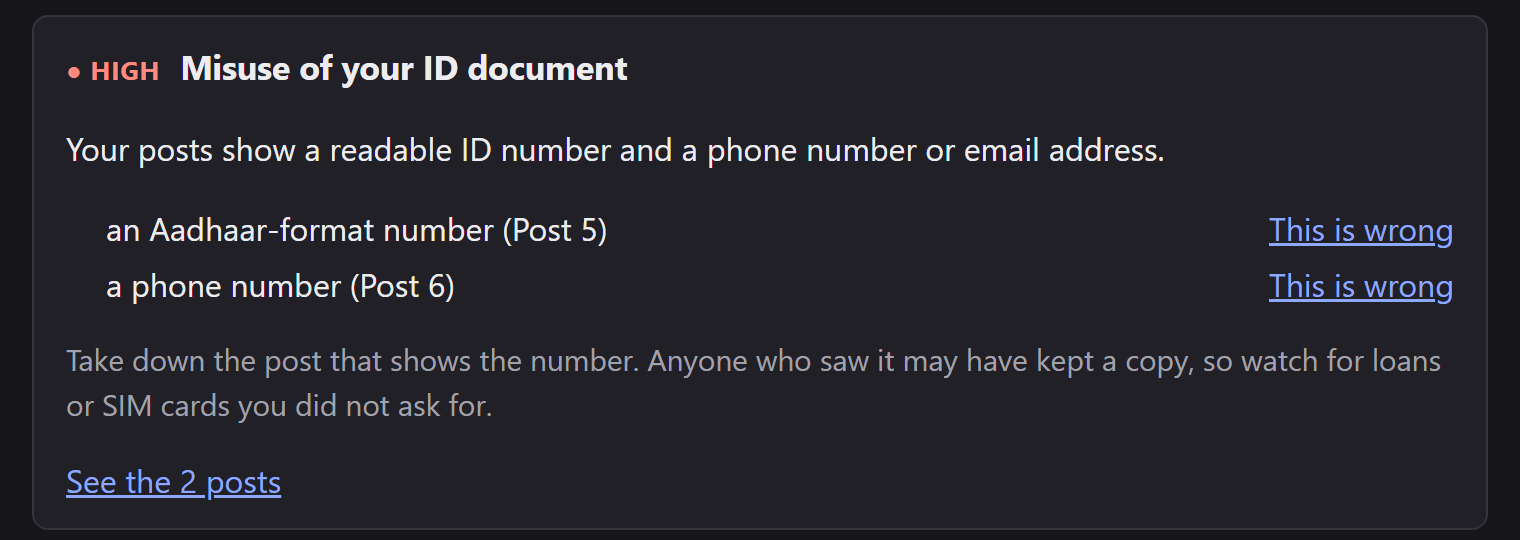 ● HIGH Misuse of your ID document
Your posts show a readable ID number and a phone number or email address.
an Aadhaar-format number (Post 5) This is wrong
a phone number (Post 6) This is wrong
Take down the post that shows the number. Anyone who saw it may have kept a copy, so watch for loans
or SIM cards you did not ask for.
See the 2 posts